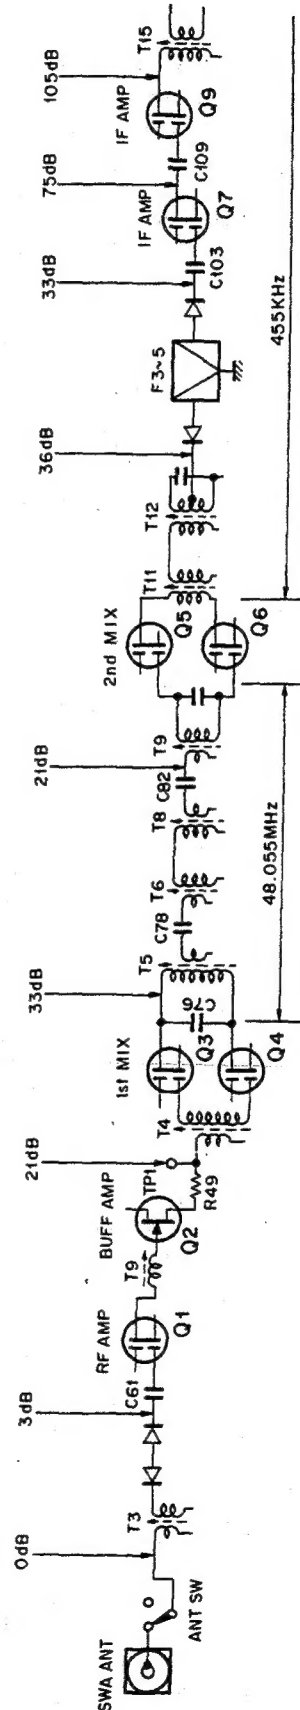 0dB
3dB
21dB
33dB
21dB
36dB
33dB
75dB
105dB
SWA ANT
ANT SW
T3
C61
RF AMP
Q1
T9
BUFF AMP
TP1
Q2
R49
T4
1st MIX
Q3
Q4
C76
T5
C78
T6
T8
C82
T9
2nd MIX
Q5
Q6
T11
T12
F3~5
C103
IF AMP
Q7
C109
IF AMP
Q9
T15
48.055MHz
455KHz